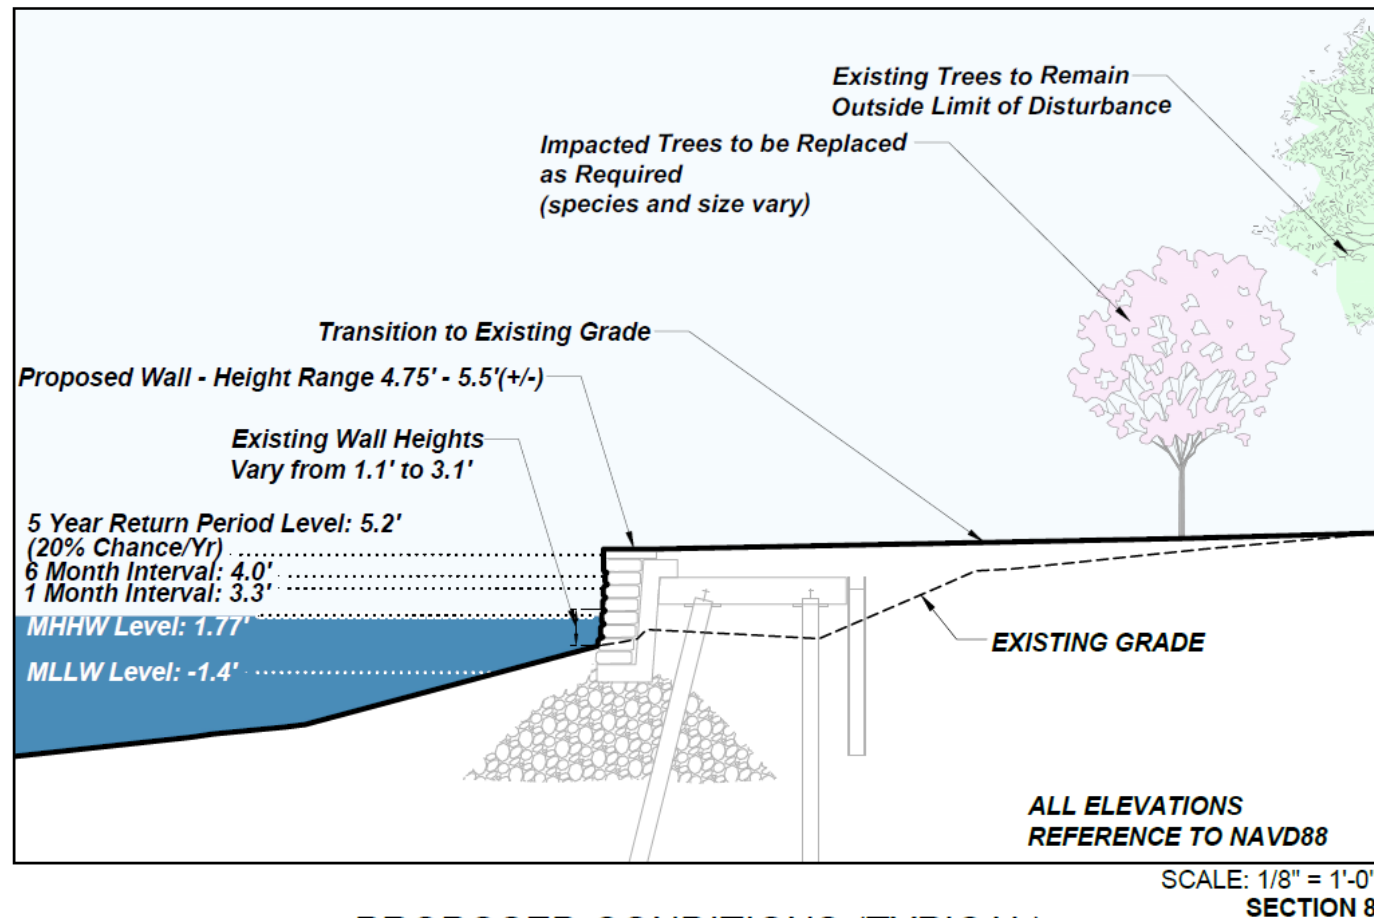 Existing Trees to Remain
Outside Limit of Disturbance
Impacted Trees to be Replaced
as Required
(species and size vary)
Transition to Existing Grade
Proposed Wall - Height Range 4.75' - 5.5'(+/-)
Existing Wall Heights
Vary from 1.1' to 3.1'
5 Year Return Period Level: 5.2'
(20% Chance/Yr)
6 Month Interval: 4.0'
1 Month Interval: 3.3'
MHHW Level: 1.77'
MLLW Level: -1.4'
EXISTING GRADE
ALL ELEVATIONS
REFERENCE TO NAVD88
SCALE: 1/8" = 1'-0"
SECTION 8